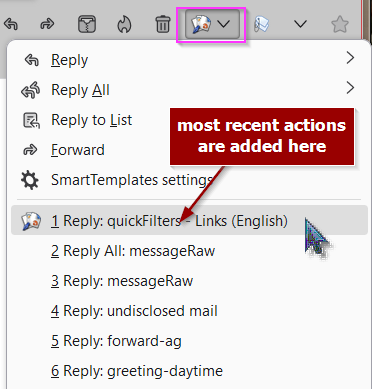 Reply
Reply All
Reply to List
most recent actions
are added here
Forward
SmartTemplates settings
1 Reply: quickFilters - Links (English)
2 Reply All: messageRaw
3 Reply: messageRaw
4 Reply: undisclosed mail
5 Reply: forward-ag
6 Reply: greeting-daytime